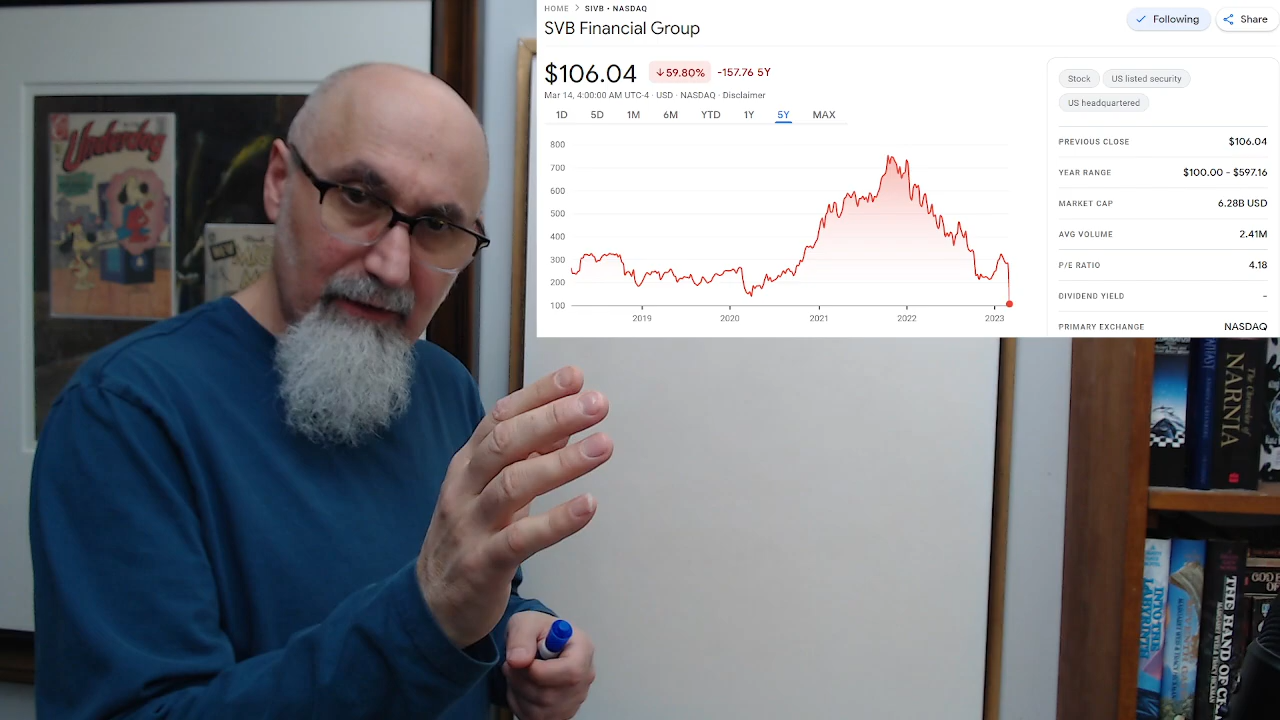 HOME > SIVB • NASDAQ
SVB Financial Group
Following
Share
$106.04 ↓59.80% -157.76 5Y
Mar 14, 4:00:00 AM UTC-4 · USD · NASDAQ · Disclaimer
1D 5D 1M 6M YTD 1Y 5Y MAX
800
700
600
500
400
300
200
100
2019 2020 2021 2022 2023
Stock
US listed security
US headquartered
PREVIOUS CLOSE $106.04
YEAR RANGE $100.00 - $597.16
MARKET CAP 6.28B USD
AVG VOLUME 2.41M
P/E RATIO 4.18
DIVIDEND YIELD -
PRIMARY EXCHANGE NASDAQ
Underdog
NEW
The Chronicles of
NARNIA
INTO THE
LABYRINTH
THE HAND OF